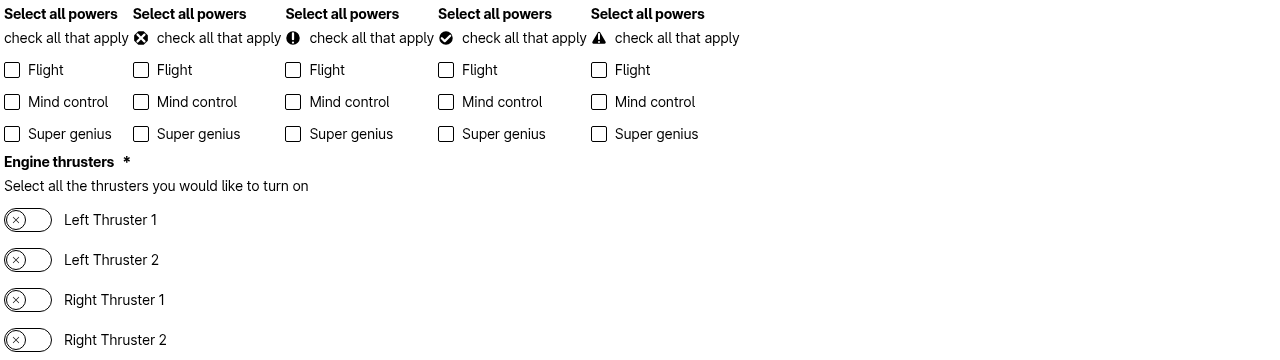 Select all powers Select all powers Select all powers Select all powers Select all powers
check all that apply check all that apply check all that apply check all that apply check all that apply
Flight Flight Flight Flight Flight
Mind control Mind control Mind control Mind control Mind control
Super genius Super genius Super genius Super genius Super genius
Engine thrusters *
Select all the thrusters you would like to turn on
Left Thruster 1
Left Thruster 2
Right Thruster 1
Right Thruster 2